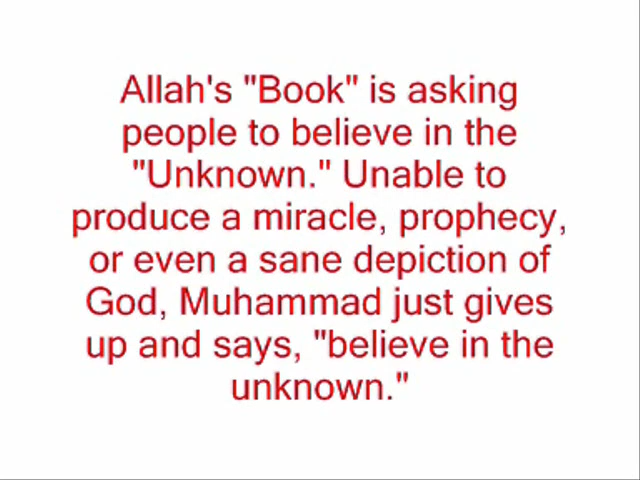 Allah's "Book" is asking
people to believe in the
"Unknown." Unable to
produce a miracle, prophecy,
or even a sane depiction of
God, Muhammad just gives
up and says, "believe in the
unknown."